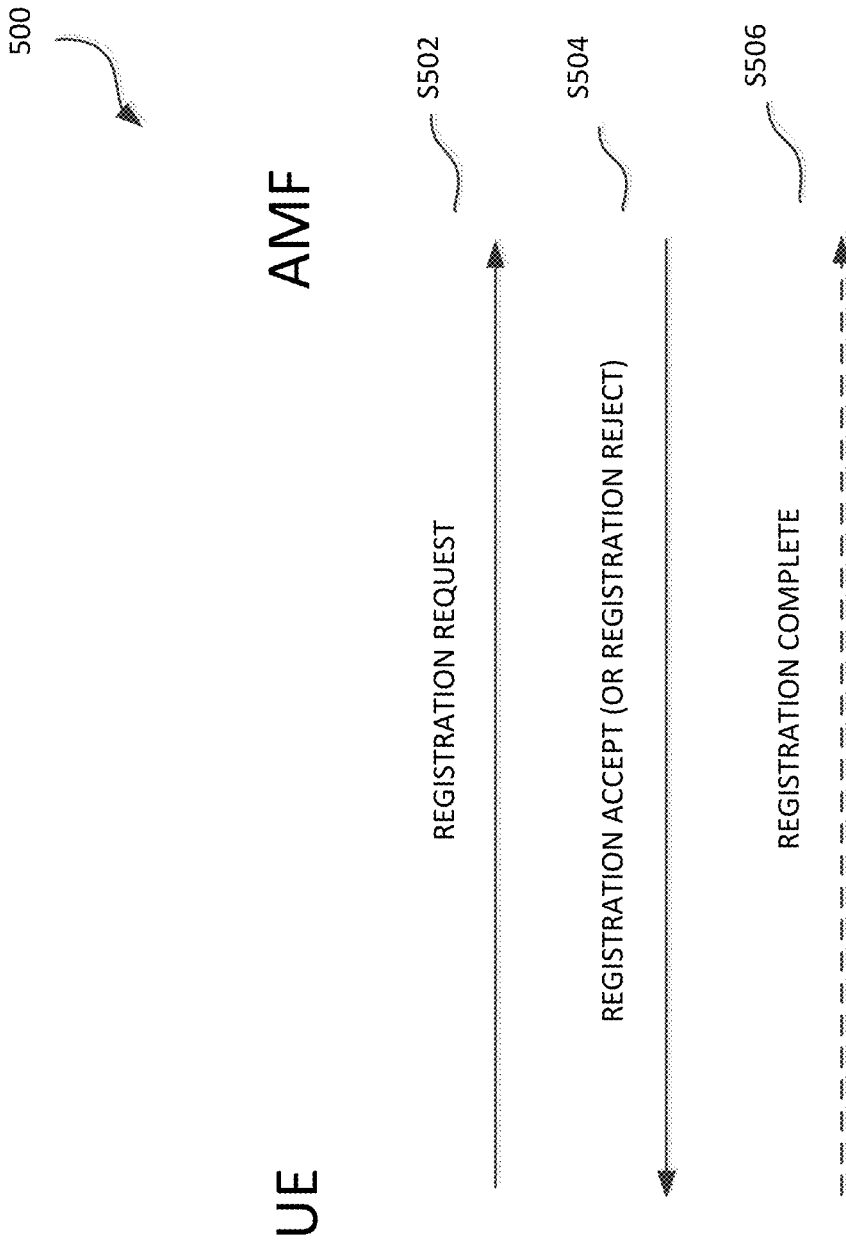 500
UE
AMF
REGISTRATION REQUEST
S502
REGISTRATION ACCEPT (OR REGISTRATION REJECT)
S504
REGISTRATION COMPLETE
S506